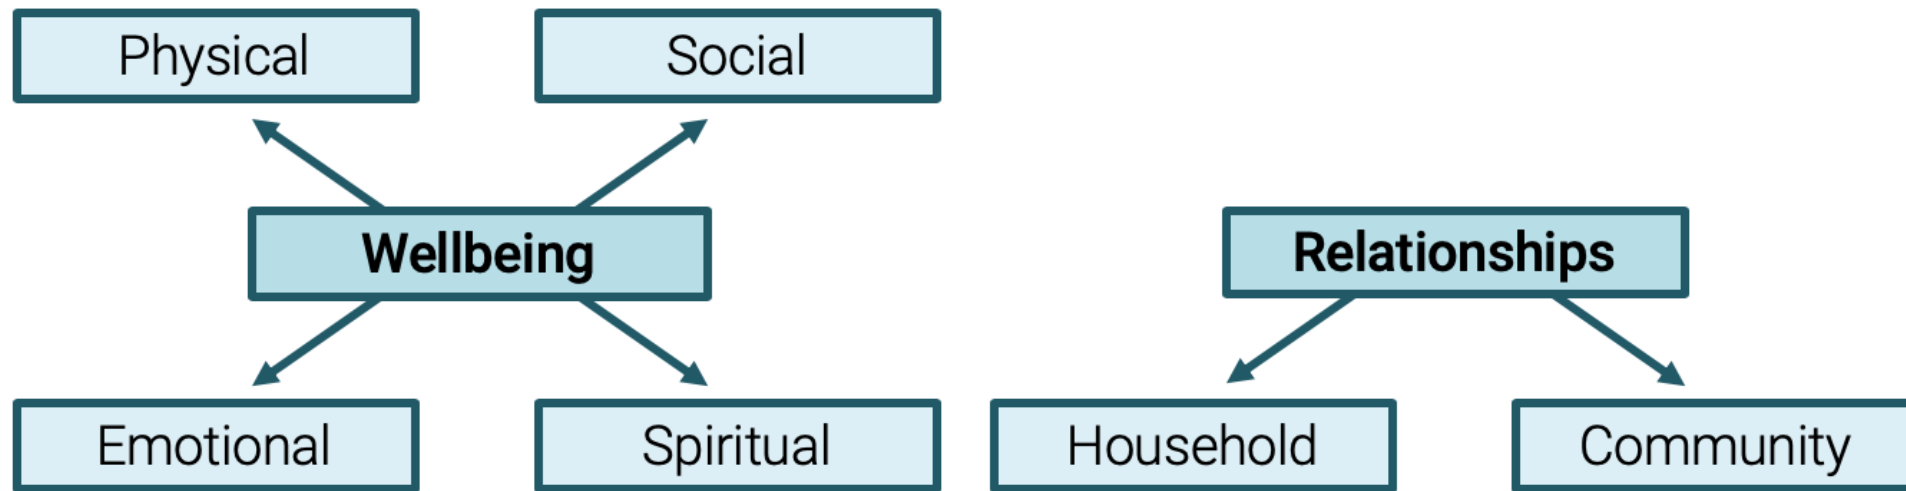 Physical
Social
Wellbeing
Relationships
Emotional
Spiritual
Household
Community